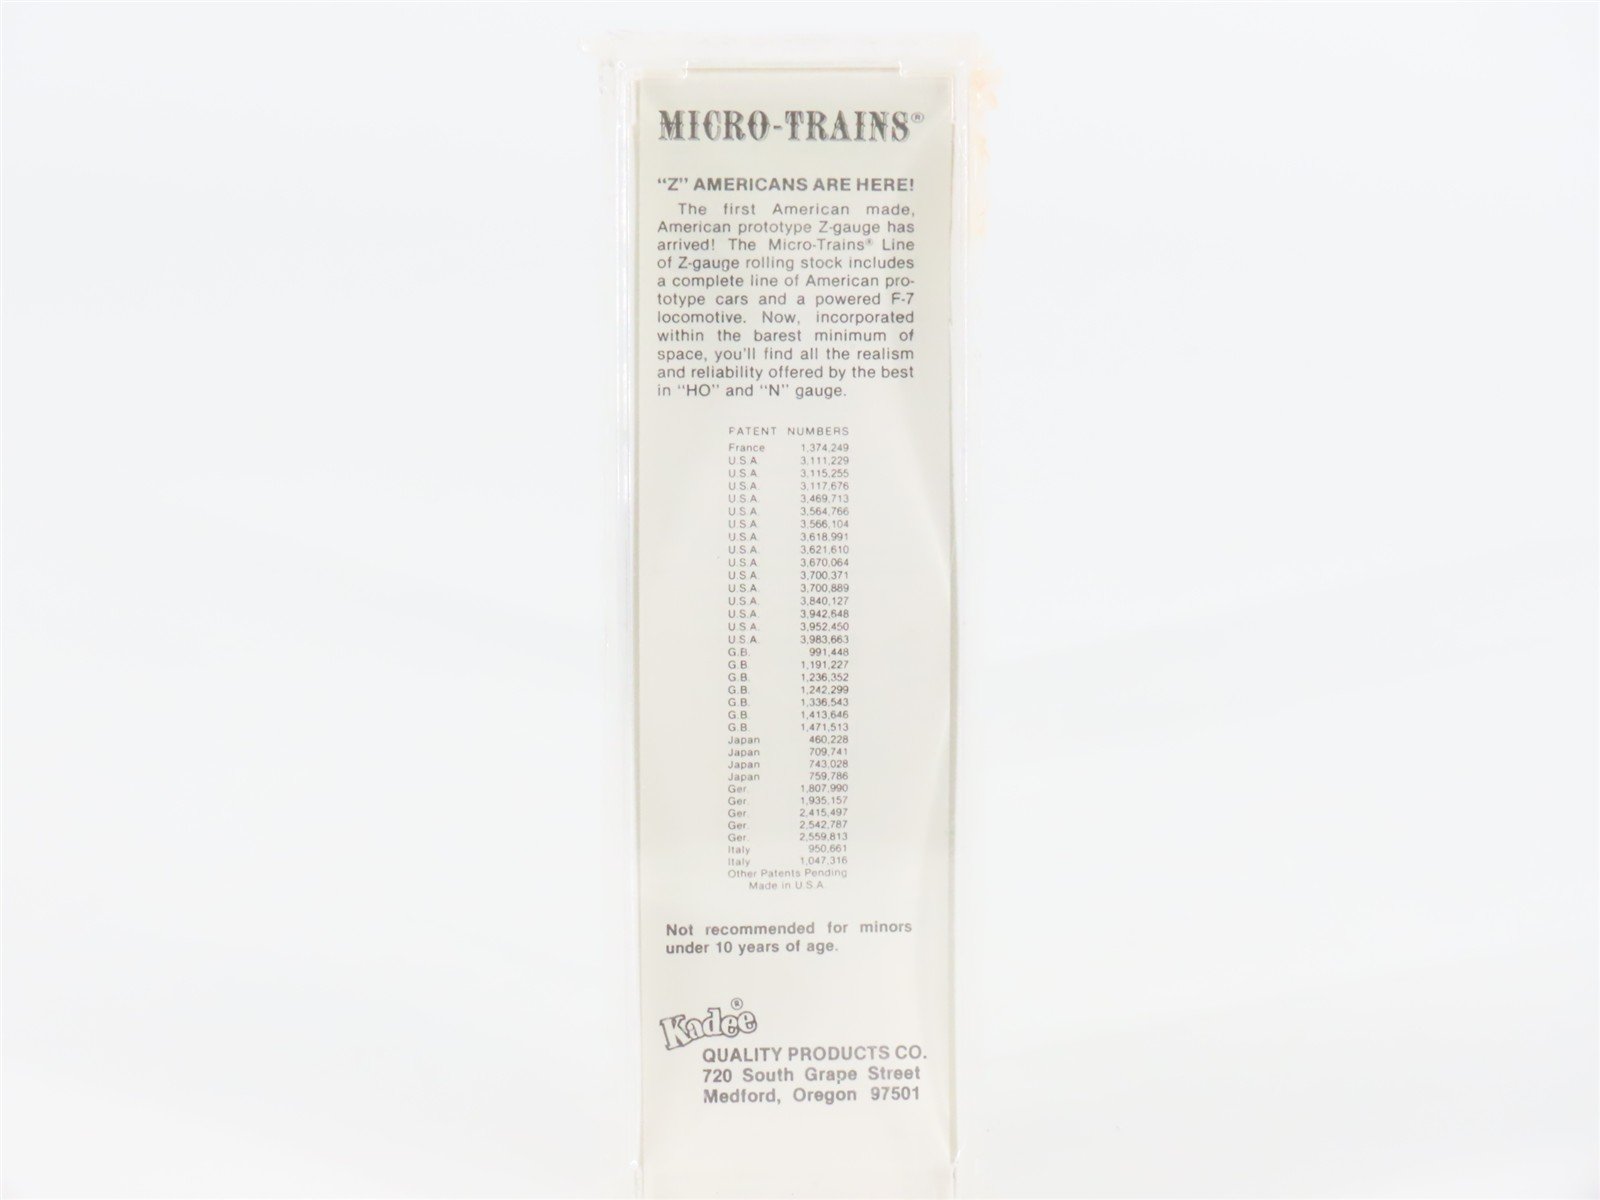 MICRO-TRAINS®
"Z" AMERICANS ARE HERE!
The first American made,
American prototype Z-gauge has
arrived! The Micro-Trains® Line
of Z-gauge rolling stock includes
a complete line of American pro-
totype cars and a powered F-7
locomotive. Now, incorporated
within the barest minimum of
space, you'll find all the realism
and reliability offered by the best
in "HO" and "N" gauge.
PATENT NUMBERS
France 1,374,249
U.S.A. 3,111,229
U.S.A. 3,115,255
U.S.A. 3,117,676
U.S.A. 3,469,713
U.S.A. 3,564,766
U.S.A. 3,566,104
U.S.A. 3,618,991
U.S.A. 3,621,610
U.S.A. 3,670,064
U.S.A. 3,700,371
U.S.A. 3,700,889
U.S.A. 3,840,127
U.S.A. 3,942,648
U.S.A. 3,952,450
U.S.A. 3,983,663
G.B. 991,448
G.B. 1,191,227
G.B. 1,236,352
G.B. 1,242,299
G.B. 1,336,543
G.B. 1,413,646
G.B. 1,471,513
Japan 460,228
Japan 709,741
Japan 743,028
Japan 759,786
Ger. 1,807,990
Ger. 1,935,157
Ger. 2,415,497
Ger. 2,542,787
Ger. 2,559,813
Italy 950,661
Italy 1,047,316
Other Patents Pending
Made in U.S.A.
Not recommended for minors
under 10 years of age.
Kadee®
QUALITY PRODUCTS CO.
720 South Grape Street
Medford, Oregon 97501